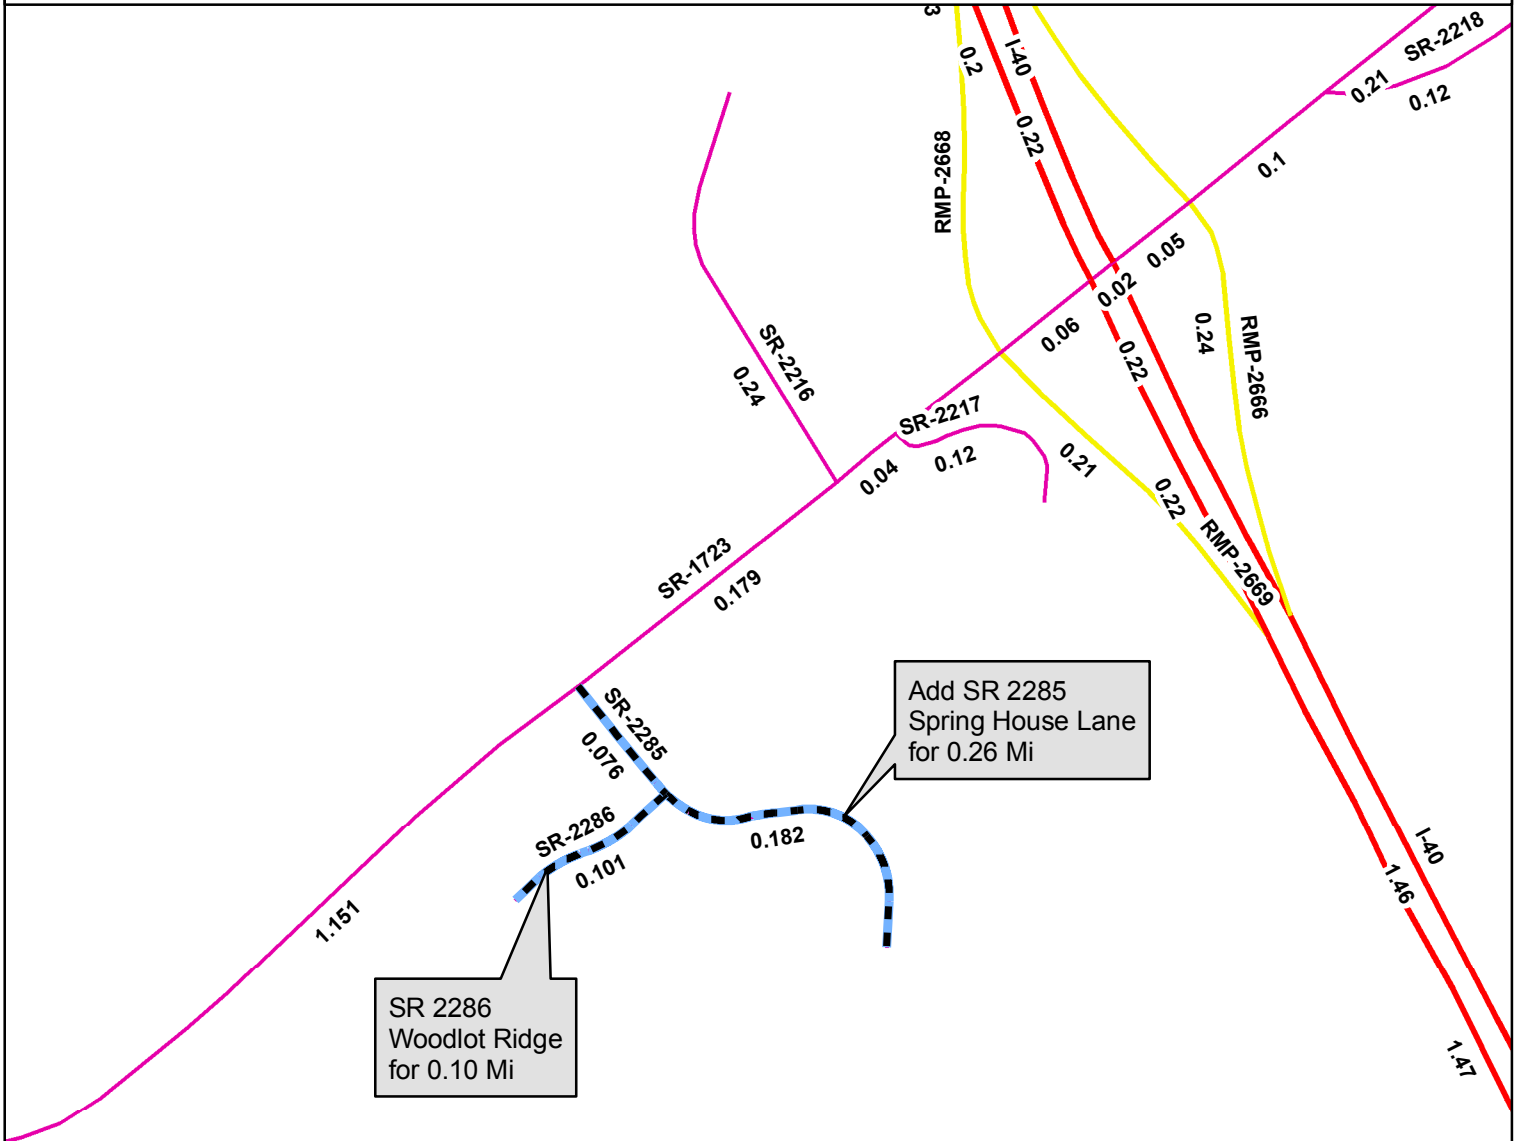 3
0.2
I-40
SR-2218
0.21
0.12
0.22
RMP-2668
0.1
0.05
0.02
0.06
0.24
RMP-2666
0.22
SR-2216
0.24
SR-2217
0.12
0.04
0.21
0.22
RMP-2669
SR-1723
0.179
Add SR 2285
Spring House Lane
for 0.26 Mi
SR-2285
0.076
SR-2286
0.101
0.182
I-40
1.46
1.151
SR 2286
Woodlot Ridge
for 0.10 Mi
1.47